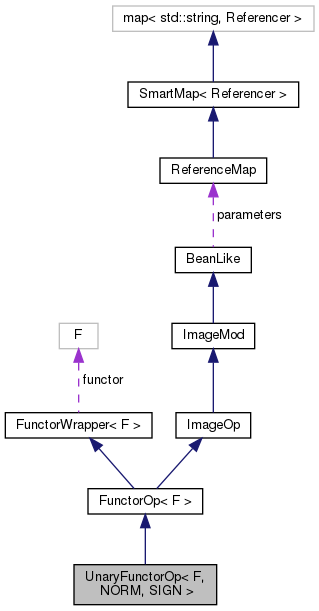 map< std::string, Referencer >
SmartMap< Referencer >
ReferenceMap
parameters
BeanLike
F
ImageMod
functor
FunctorWrapper< F >
ImageOp
FunctorOp< F >
UnaryFunctorOp< F,
NORM, SIGN >